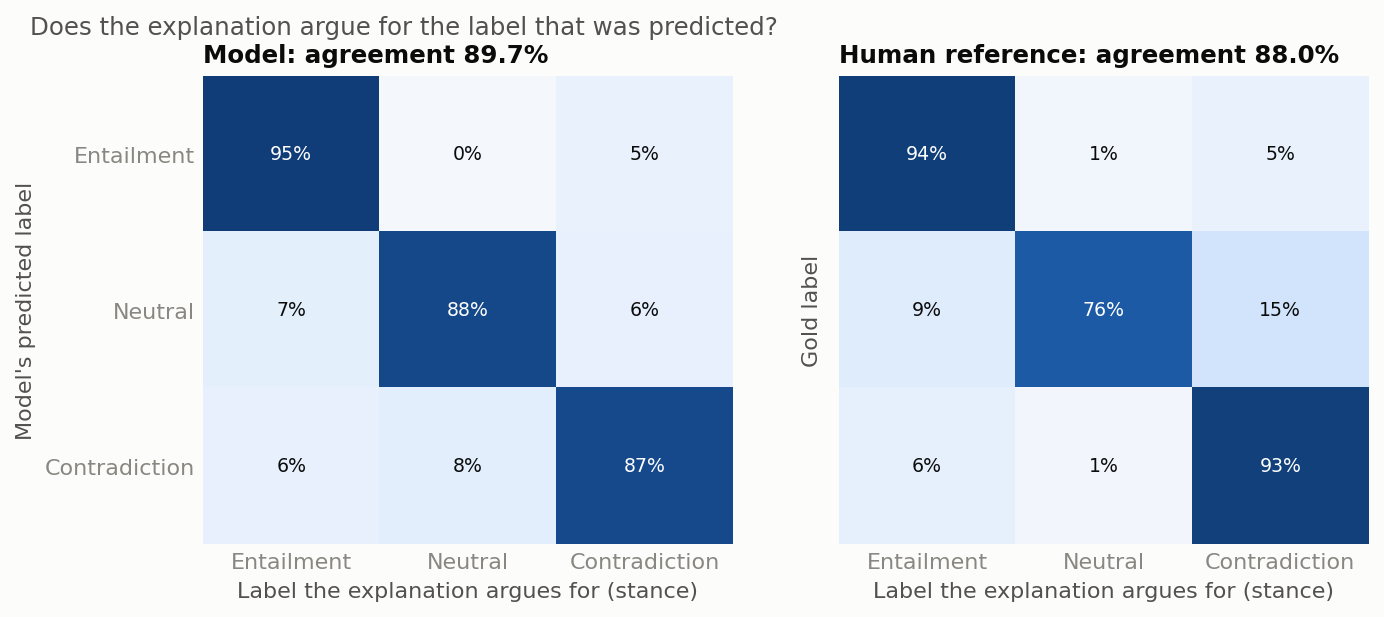 Does the explanation argue for the label that was predicted?
Model: agreement 89.7%
Model's predicted label
Entailment
95%
0%
5%
Neutral
7%
88%
6%
Contradiction
6%
8%
87%
Entailment
Neutral
Contradiction
Label the explanation argues for (stance)
Human reference: agreement 88.0%
Gold label
94%
1%
5%
9%
76%
15%
6%
1%
93%
Entailment
Neutral
Contradiction
Label the explanation argues for (stance)